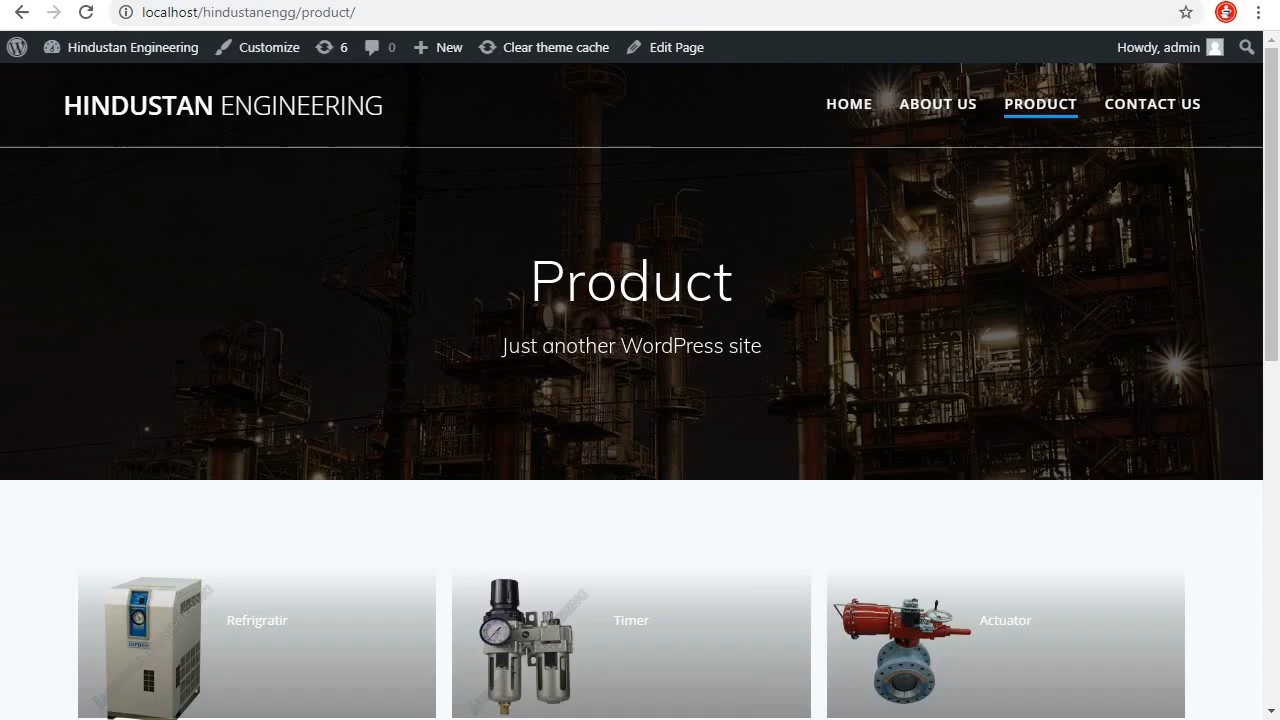 localhost/hindustanengg/product/
Hindustan Engineering Customize 6 0 New Clear theme cache Edit Page Howdy, admin
HINDUSTAN ENGINEERING HOME ABOUT US PRODUCT CONTACT US
Product
Just another WordPress site
Refrigratir Timer Actuator